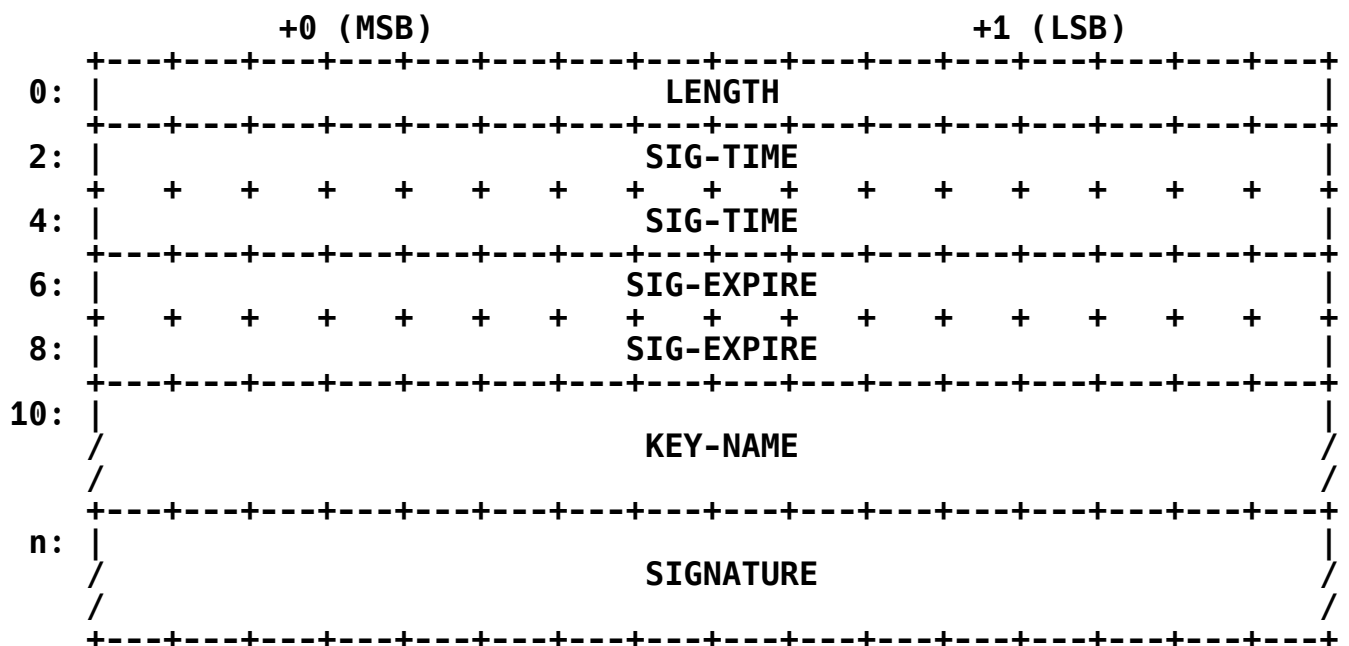 +0 (MSB) +1 (LSB)
+---+---+---+---+---+---+---+---+---+---+---+---+---+---+---+---+
0: | LENGTH |
+---+---+---+---+---+---+---+---+---+---+---+---+---+---+---+---+
2: | SIG-TIME |
+ + + + + + + + + + + + + + + + +
4: | SIG-TIME |
+---+---+---+---+---+---+---+---+---+---+---+---+---+---+---+---+
6: | SIG-EXPIRE |
+ + + + + + + + + + + + + + + + +
8: | SIG-EXPIRE |
+---+---+---+---+---+---+---+---+---+---+---+---+---+---+---+---+
10: | |
/ KEY-NAME /
/ /
+---+---+---+---+---+---+---+---+---+---+---+---+---+---+---+---+
n: | |
/ SIGNATURE /
/ /
+---+---+---+---+---+---+---+---+---+---+---+---+---+---+---+---+